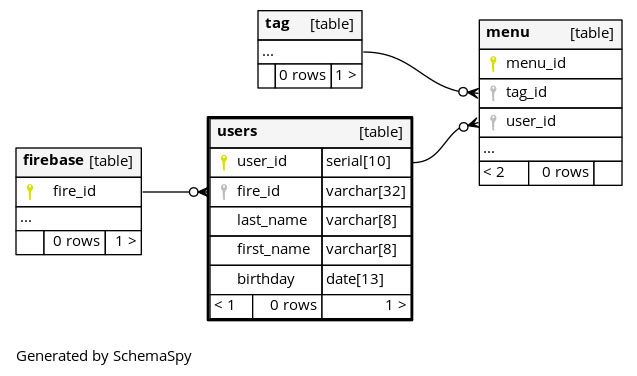 tag [table]
...
0 rows 1 >
menu [table]
menu_id
tag_id
user_id
...
< 2 0 rows
users [table]
user_id serial[10]
fire_id varchar[32]
last_name varchar[8]
first_name varchar[8]
birthday date[13]
< 1 0 rows 1 >
firebase [table]
fire_id
...
0 rows 1 >
Generated by SchemaSpy